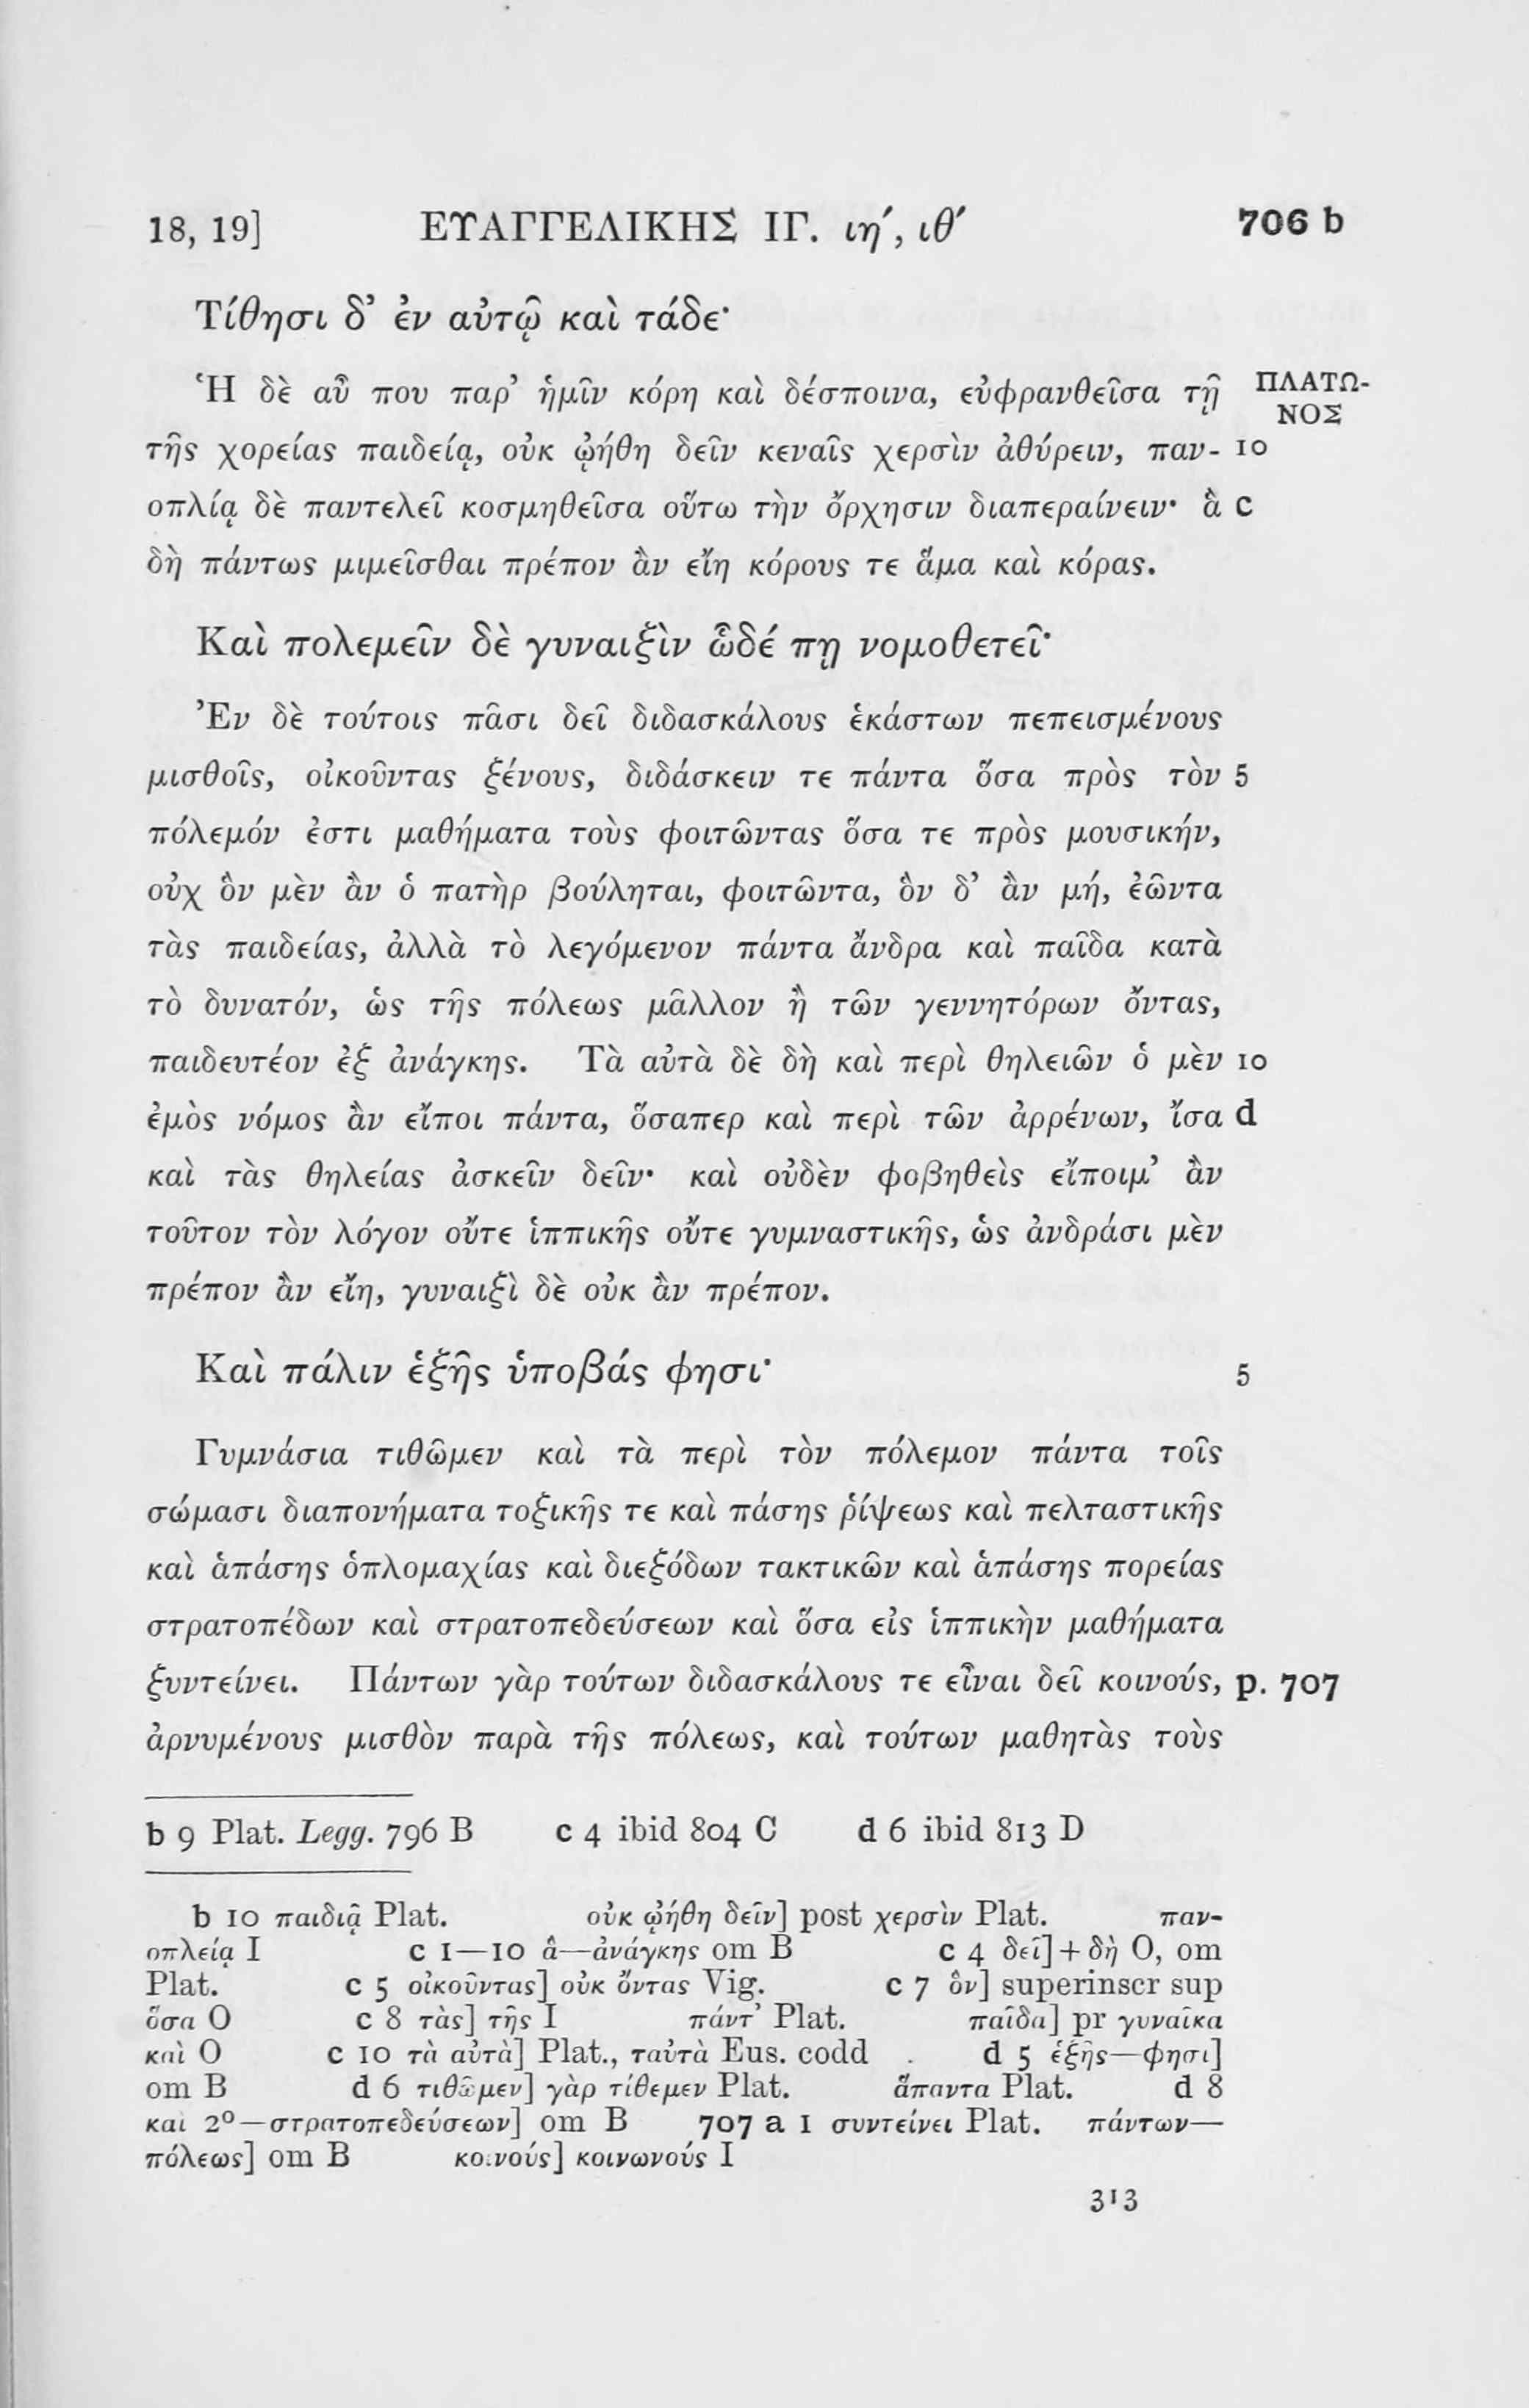 18, 19] ΕΥΑΓΓΕΛΙΚΗΣ ΙΓ. ιη΄, ιθ΄ 706 b
Τίθησι δ’ ἐν αὐτῷ καὶ τάδε·
Ἡ δὲ αὖ που παρ’ ἡμῖν κόρη καὶ δέσποινα, εὐφρανθεῖσα τῇ ΠΛΑΤΩ-
ΝΟΣ
τῆς χορείας παιδείᾳ, οὐκ ᾠήθη δεῖν κεναῖς χερσὶν ἀθύρειν, παν- 10
οπλίᾳ δὲ παντελεῖ κοσμηθεῖσα οὕτω τὴν ὄρχησιν διαπεραίνειν· ἃ c
δὴ πάντως μιμεῖσθαι πρέπον ἂν εἴη κόρους τε ἅμα καὶ κόρας.
Καὶ πολεμεῖν δὲ γυναιξὶν ὧδέ πῃ νομοθετεῖ·
Ἐν δὲ τούτοις πᾶσι δεῖ διδασκάλους ἑκάστων πεπεισμένους
μισθοῖς, οἰκοῦντας ξένους, διδάσκειν τε πάντα ὅσα πρὸς τὸν 5
πόλεμόν ἐστι μαθήματα τοὺς φοιτῶντας ὅσα τε πρὸς μουσικήν,
οὐχ ὃν μὲν ἂν ὁ πατὴρ βούληται, φοιτῶντα, ὃν δ’ ἂν μή, ἐῶντα
τὰς παιδείας, ἀλλὰ τὸ λεγόμενον πάντα ἄνδρα καὶ παῖδα κατὰ
τὸ δυνατόν, ὡς τῆς πόλεως μᾶλλον ἢ τῶν γεννητόρων ὄντας,
παιδευτέον ἐξ ἀνάγκης. Τὰ αὐτὰ δὲ δὴ καὶ περὶ θηλειῶν ὁ μὲν 10
ἐμὸς νόμος ἂν εἴποι πάντα, ὅσαπερ καὶ περὶ τῶν ἀρρένων, ἴσα d
καὶ τὰς θηλείας ἀσκεῖν δεῖν· καὶ οὐδὲν φοβηθεὶς εἴποιμ’ ἂν
τοῦτον τὸν λόγον οὔτε ἱππικῆς οὔτε γυμναστικῆς, ὡς ἀνδράσι μὲν
πρέπον ἂν εἴη, γυναιξὶ δὲ οὐκ ἂν πρέπον.
Καὶ πάλιν ἑξῆς ὑποβάς φησι· 5
Γυμνάσια τιθῶμεν καὶ τὰ περὶ τὸν πόλεμον πάντα τοῖς
σώμασι διαπονήματα τοξικῆς τε καὶ πάσης ῥίψεως καὶ πελταστικῆς
καὶ ἁπάσης ὁπλομαχίας καὶ διεξόδων τακτικῶν καὶ ἁπάσης πορείας
στρατοπέδων καὶ στρατοπεδεύσεων καὶ ὅσα εἰς ἱππικὴν μαθήματα
ξυντείνει. Πάντων γὰρ τούτων διδασκάλους τε εἶναι δεῖ κοινούς, p. 707
ἀρνυμένους μισθὸν παρὰ τῆς πόλεως, καὶ τούτων μαθητὰς τοὺς
b 9 Plat. Legg. 796 B c 4 ibid 804 C d 6 ibid 813 D
b 10 παιδιᾷ Plat. οὐκ ᾠήθη δεῖν] post χερσὶν Plat. παν-
οπλείᾳ I c 1—10 ἃ—ἀνάγκης om B c 4 δεῖ]+δὴ O, om
Plat. c 5 οἰκοῦντας] οὐκ ὄντας Vig. c 7 ὃν] superinscr sup
ὅσα O c 8 τὰς] τῆς I πάντ’ Plat. παῖδα] pr γυναῖκα
καὶ O c 10 τὰ αὐτὰ] Plat., ταὐτὰ Eus. codd d 5 ἑξῆς—φησι]
om B d 6 τιθῶμεν] γὰρ τίθεμεν Plat. ἅπαντα Plat. d 8
και 2º—στρατοπεδεύσεων] om B 707 a 1 συντείνει Plat. πάντων—
πόλεως] om B κοινούς] κοινωνούς I
313